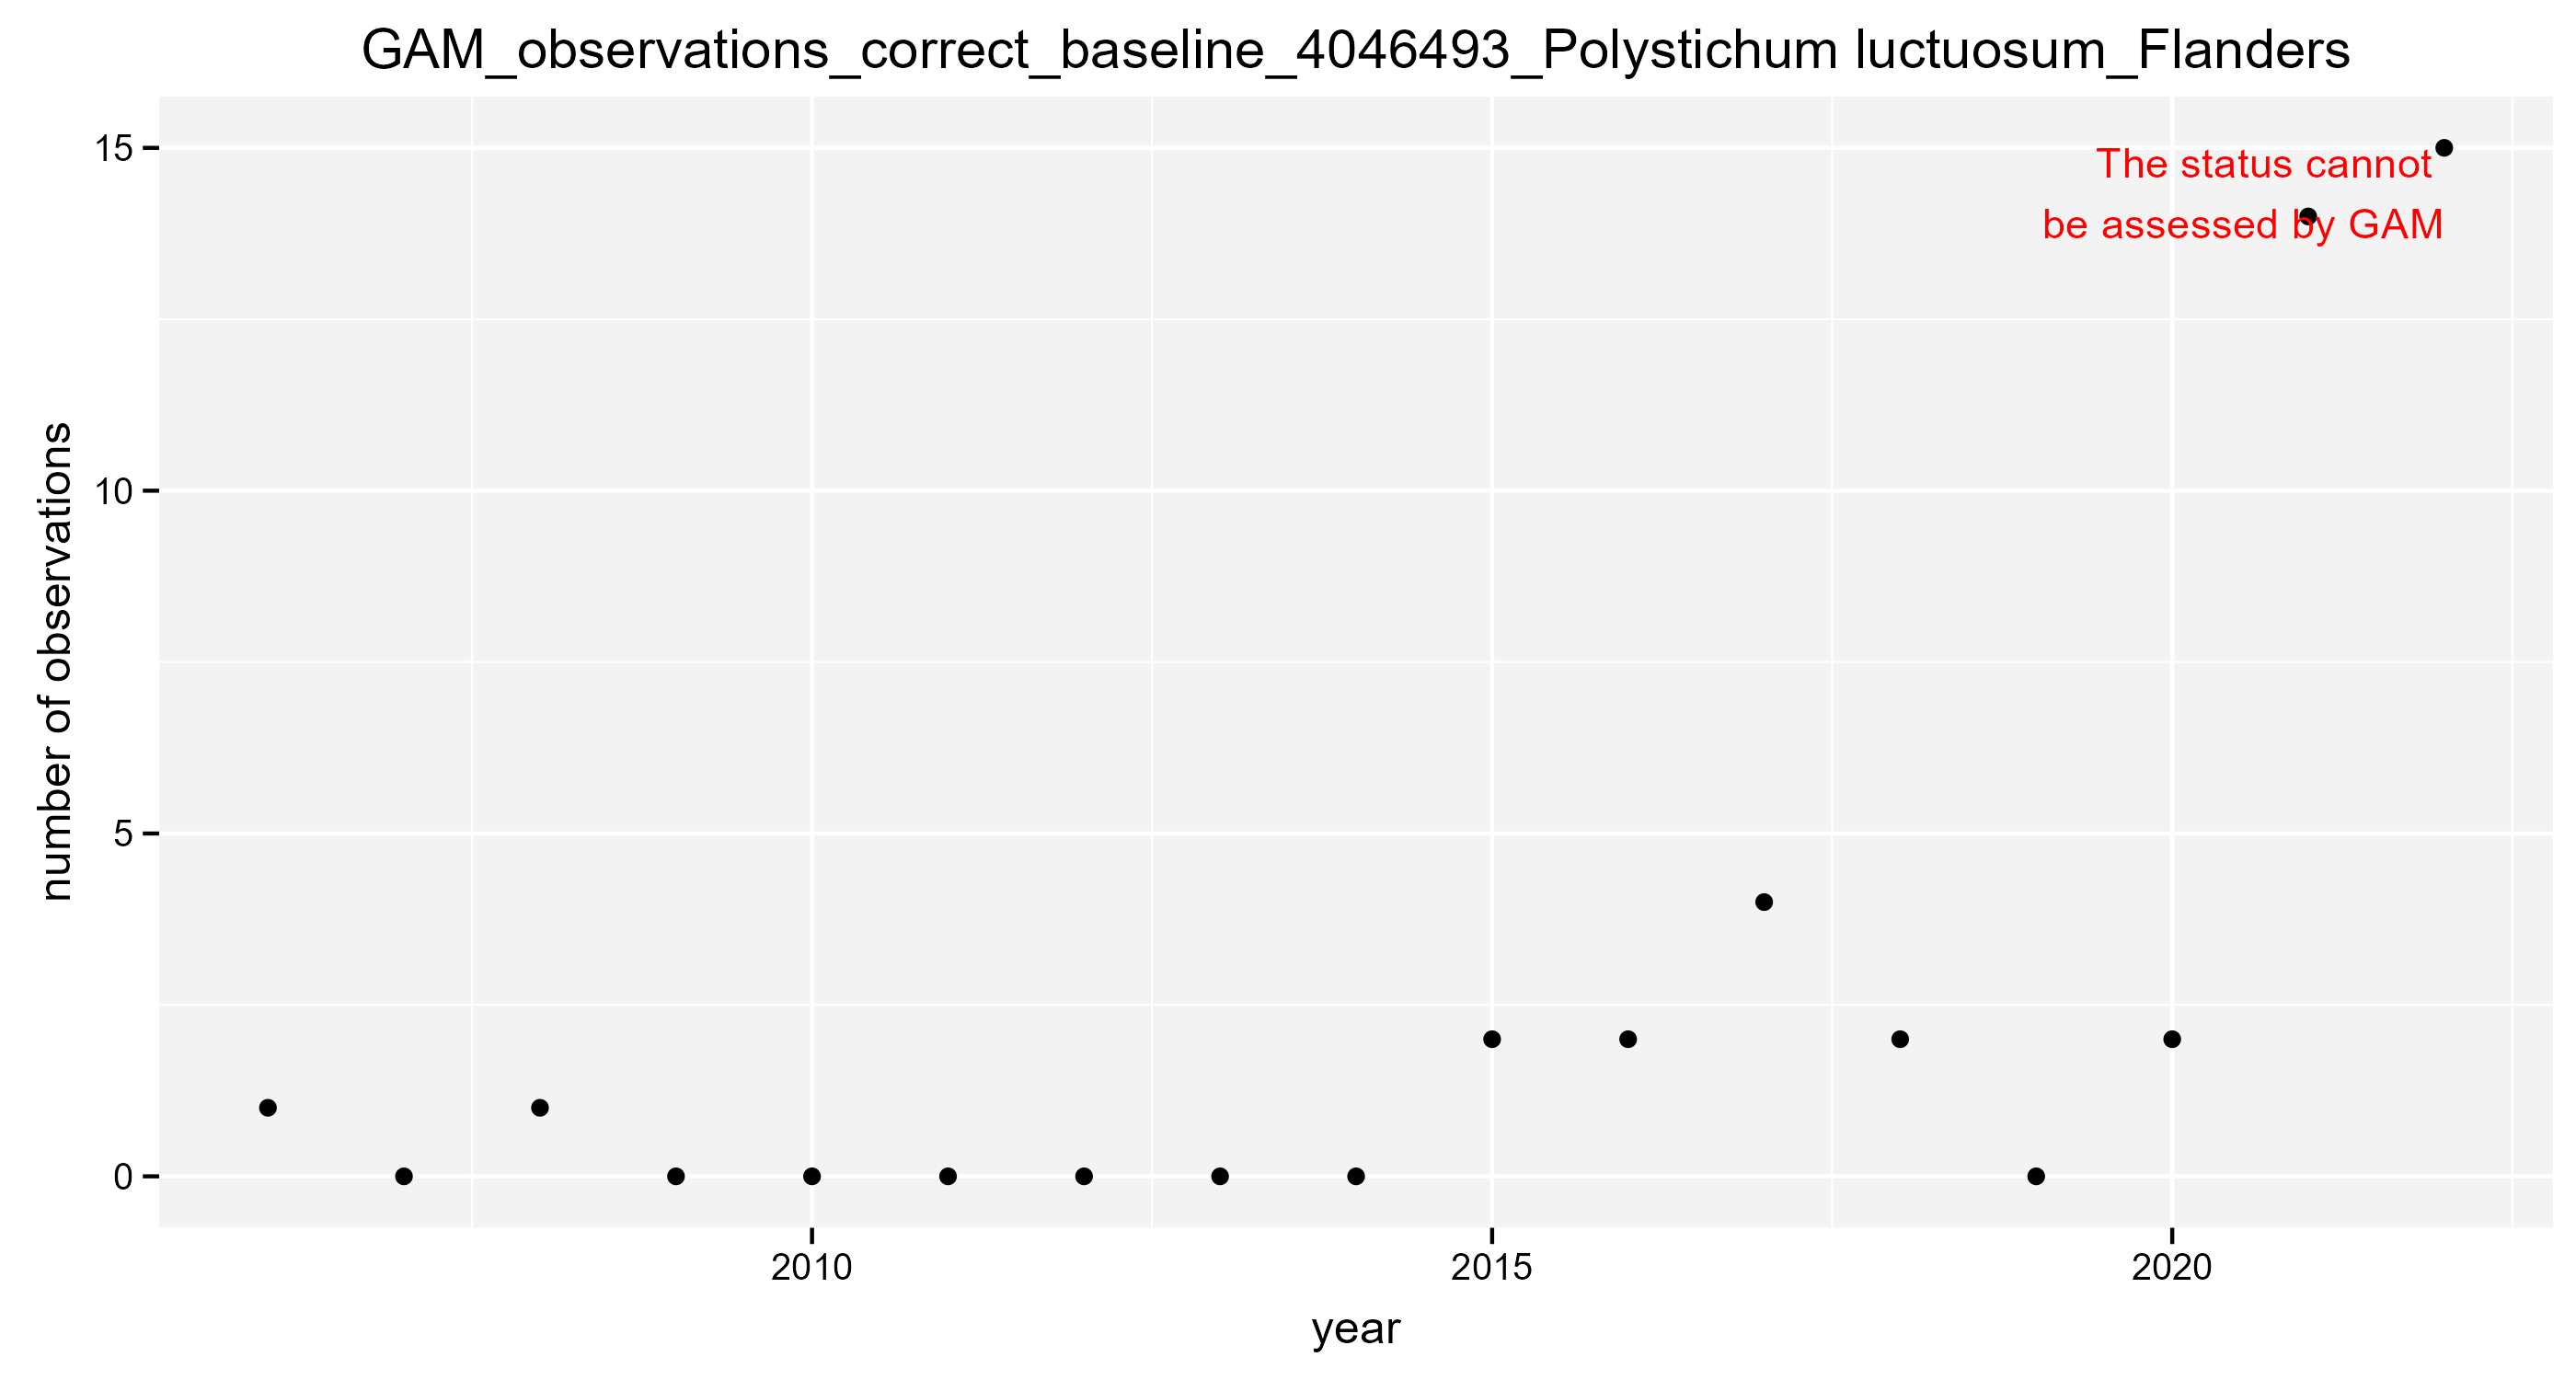 GAM_observations_correct_baseline_4046493_Polystichum luctuosum_Flanders
15
The status cannot
be assessed by GAM
10
number of observations
5
0
2010
2015
2020
year